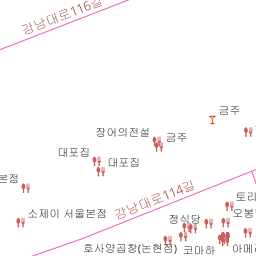 강남대로116길
금주
장어의전설
금주
대포집
대포집
본점
소제이 서울본점
강남대로114길
토리
정식당
오봉
호사양곱창(논현점)
코마하
아메리